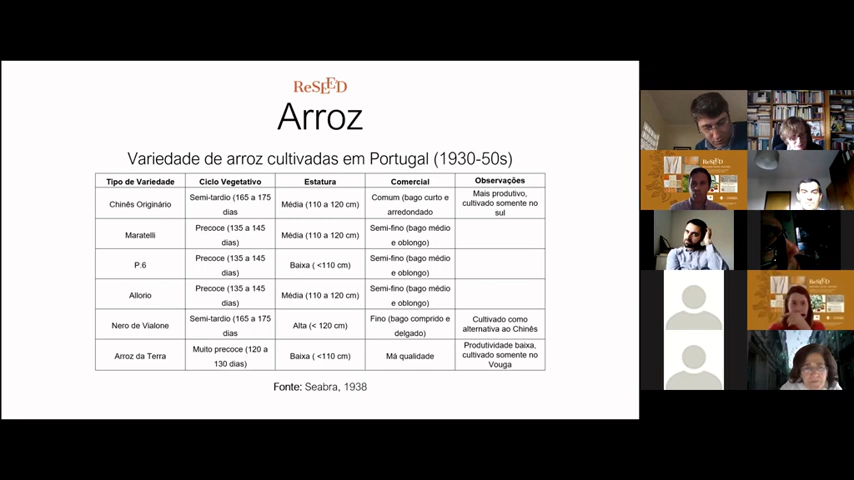 ReSEED
Arroz
Variedade de arroz cultivadas em Portugal (1930-50s)
Tipo de Variedade Ciclo Vegetativo Estatura Comercial Observações
Chinês Originário Semi-tardio (165 a 175 dias Média (110 a 120 cm) Comum (bago curto e arredondado Mais produtivo, cultivado somente no sul
Maratelli Precoce (135 a 145 dias) Média (110 a 120 cm) Semi-fino (bago médio e oblongo)
P.6 Precoce (135 a 145 dias) Baixa ( <110 cm) Semi-fino (bago médio e oblongo)
Allorio Precoce (135 a 145 dias) Média (110 a 120 cm) Semi-fino (bago médio e oblongo)
Nero de Vialone Semi-tardio (165 a 175 dias Alta (< 120 cm) Fino (bago comprido e delgado) Cultivado como alternativa ao Chinês
Arroz da Terra Muito precoce (120 a 130 dias) Baixa ( <110 cm) Má qualidade Produtividade baixa, cultivado somente no Vouga
Fonte: Seabra, 1938
ReSEED